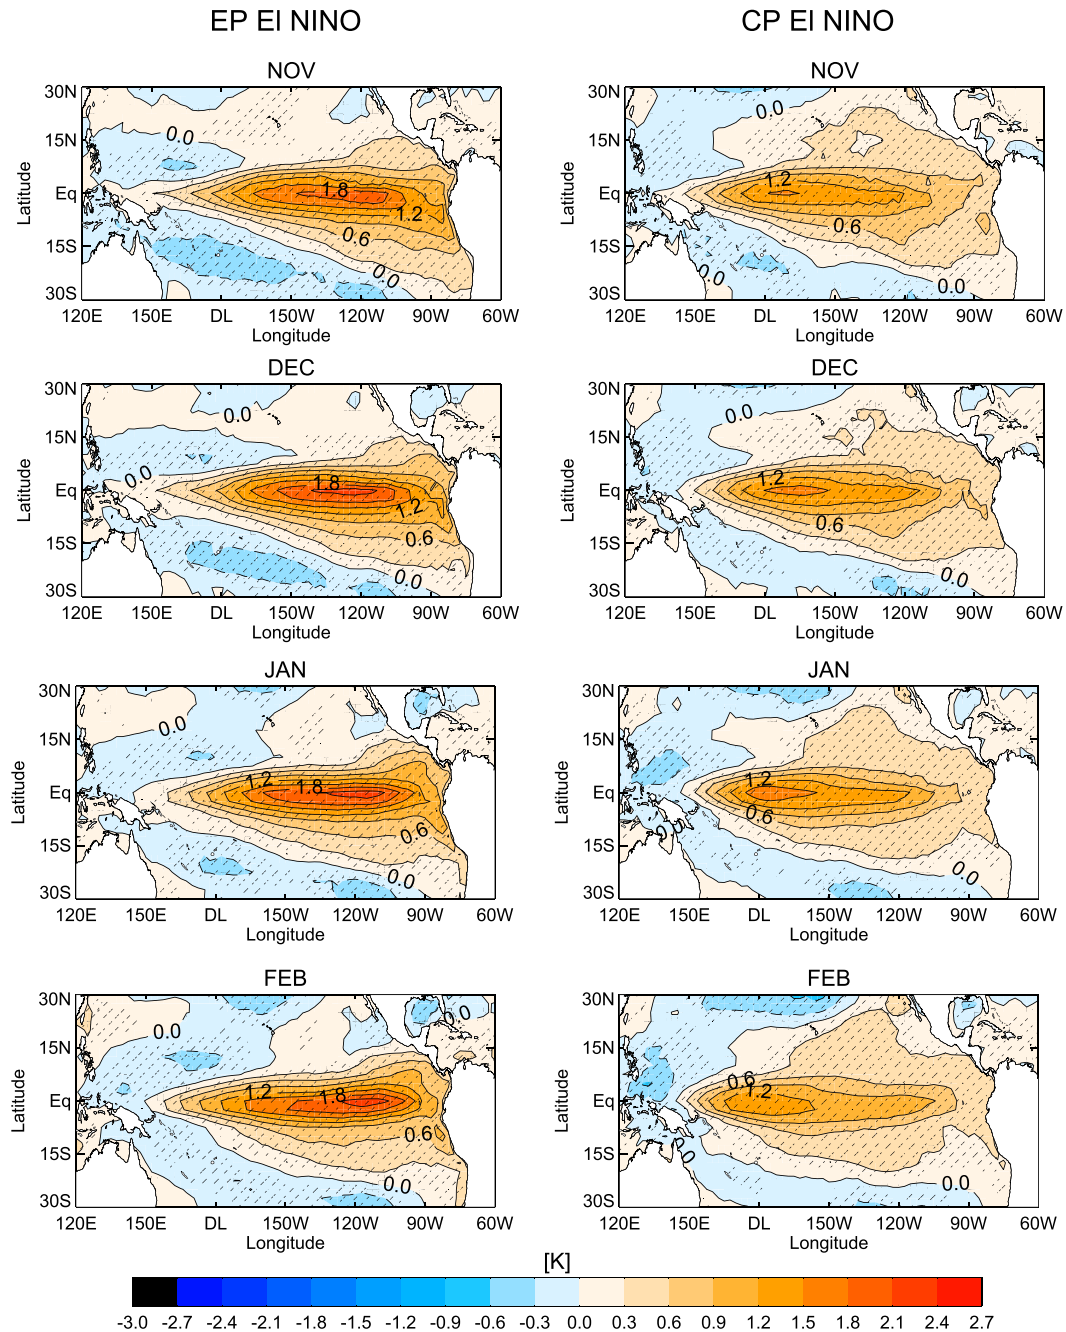 EP El NINO CP El NINO
NOV NOV
30N 15N Eq 15S 30S
Latitude
0.0 1.8 1.2 0.6 0.0
120E 150E DL 150W 120W 90W 60W
Longitude
30N 15N Eq 15S 30S
Latitude
0.0 1.2 0.6 0.0 0.0
120E 150E DL 150W 120W 90W 60W
Longitude
DEC DEC
30N 15N Eq 15S 30S
Latitude
0.0 0.0 1.8 1.2 0.6 0.0
120E 150E DL 150W 120W 90W 60W
Longitude
30N 15N Eq 15S 30S
Latitude
0.0 1.2 0.6 0.0
120E 150E DL 150W 120W 90W 60W
Longitude
JAN JAN
30N 15N Eq 15S 30S
Latitude
0.0 1.2 1.8 0.6 0.0
120E 150E DL 150W 120W 90W 60W
Longitude
30N 15N Eq 15S 30S
Latitude
1.2 0.6 0.0 0.0
120E 150E DL 150W 120W 90W 60W
Longitude
FEB FEB
30N 15N Eq 15S 30S
Latitude
0.0 0.0 1.2 1.8 0.6 0.0
120E 150E DL 150W 120W 90W 60W
Longitude
30N 15N Eq 15S 30S
Latitude
0.6 1.2 0.0 0.0
120E 150E DL 150W 120W 90W 60W
Longitude
[K]
-3.0 -2.7 -2.4 -2.1 -1.8 -1.5 -1.2 -0.9 -0.6 -0.3 0.0 0.3 0.6 0.9 1.2 1.5 1.8 2.1 2.4 2.7